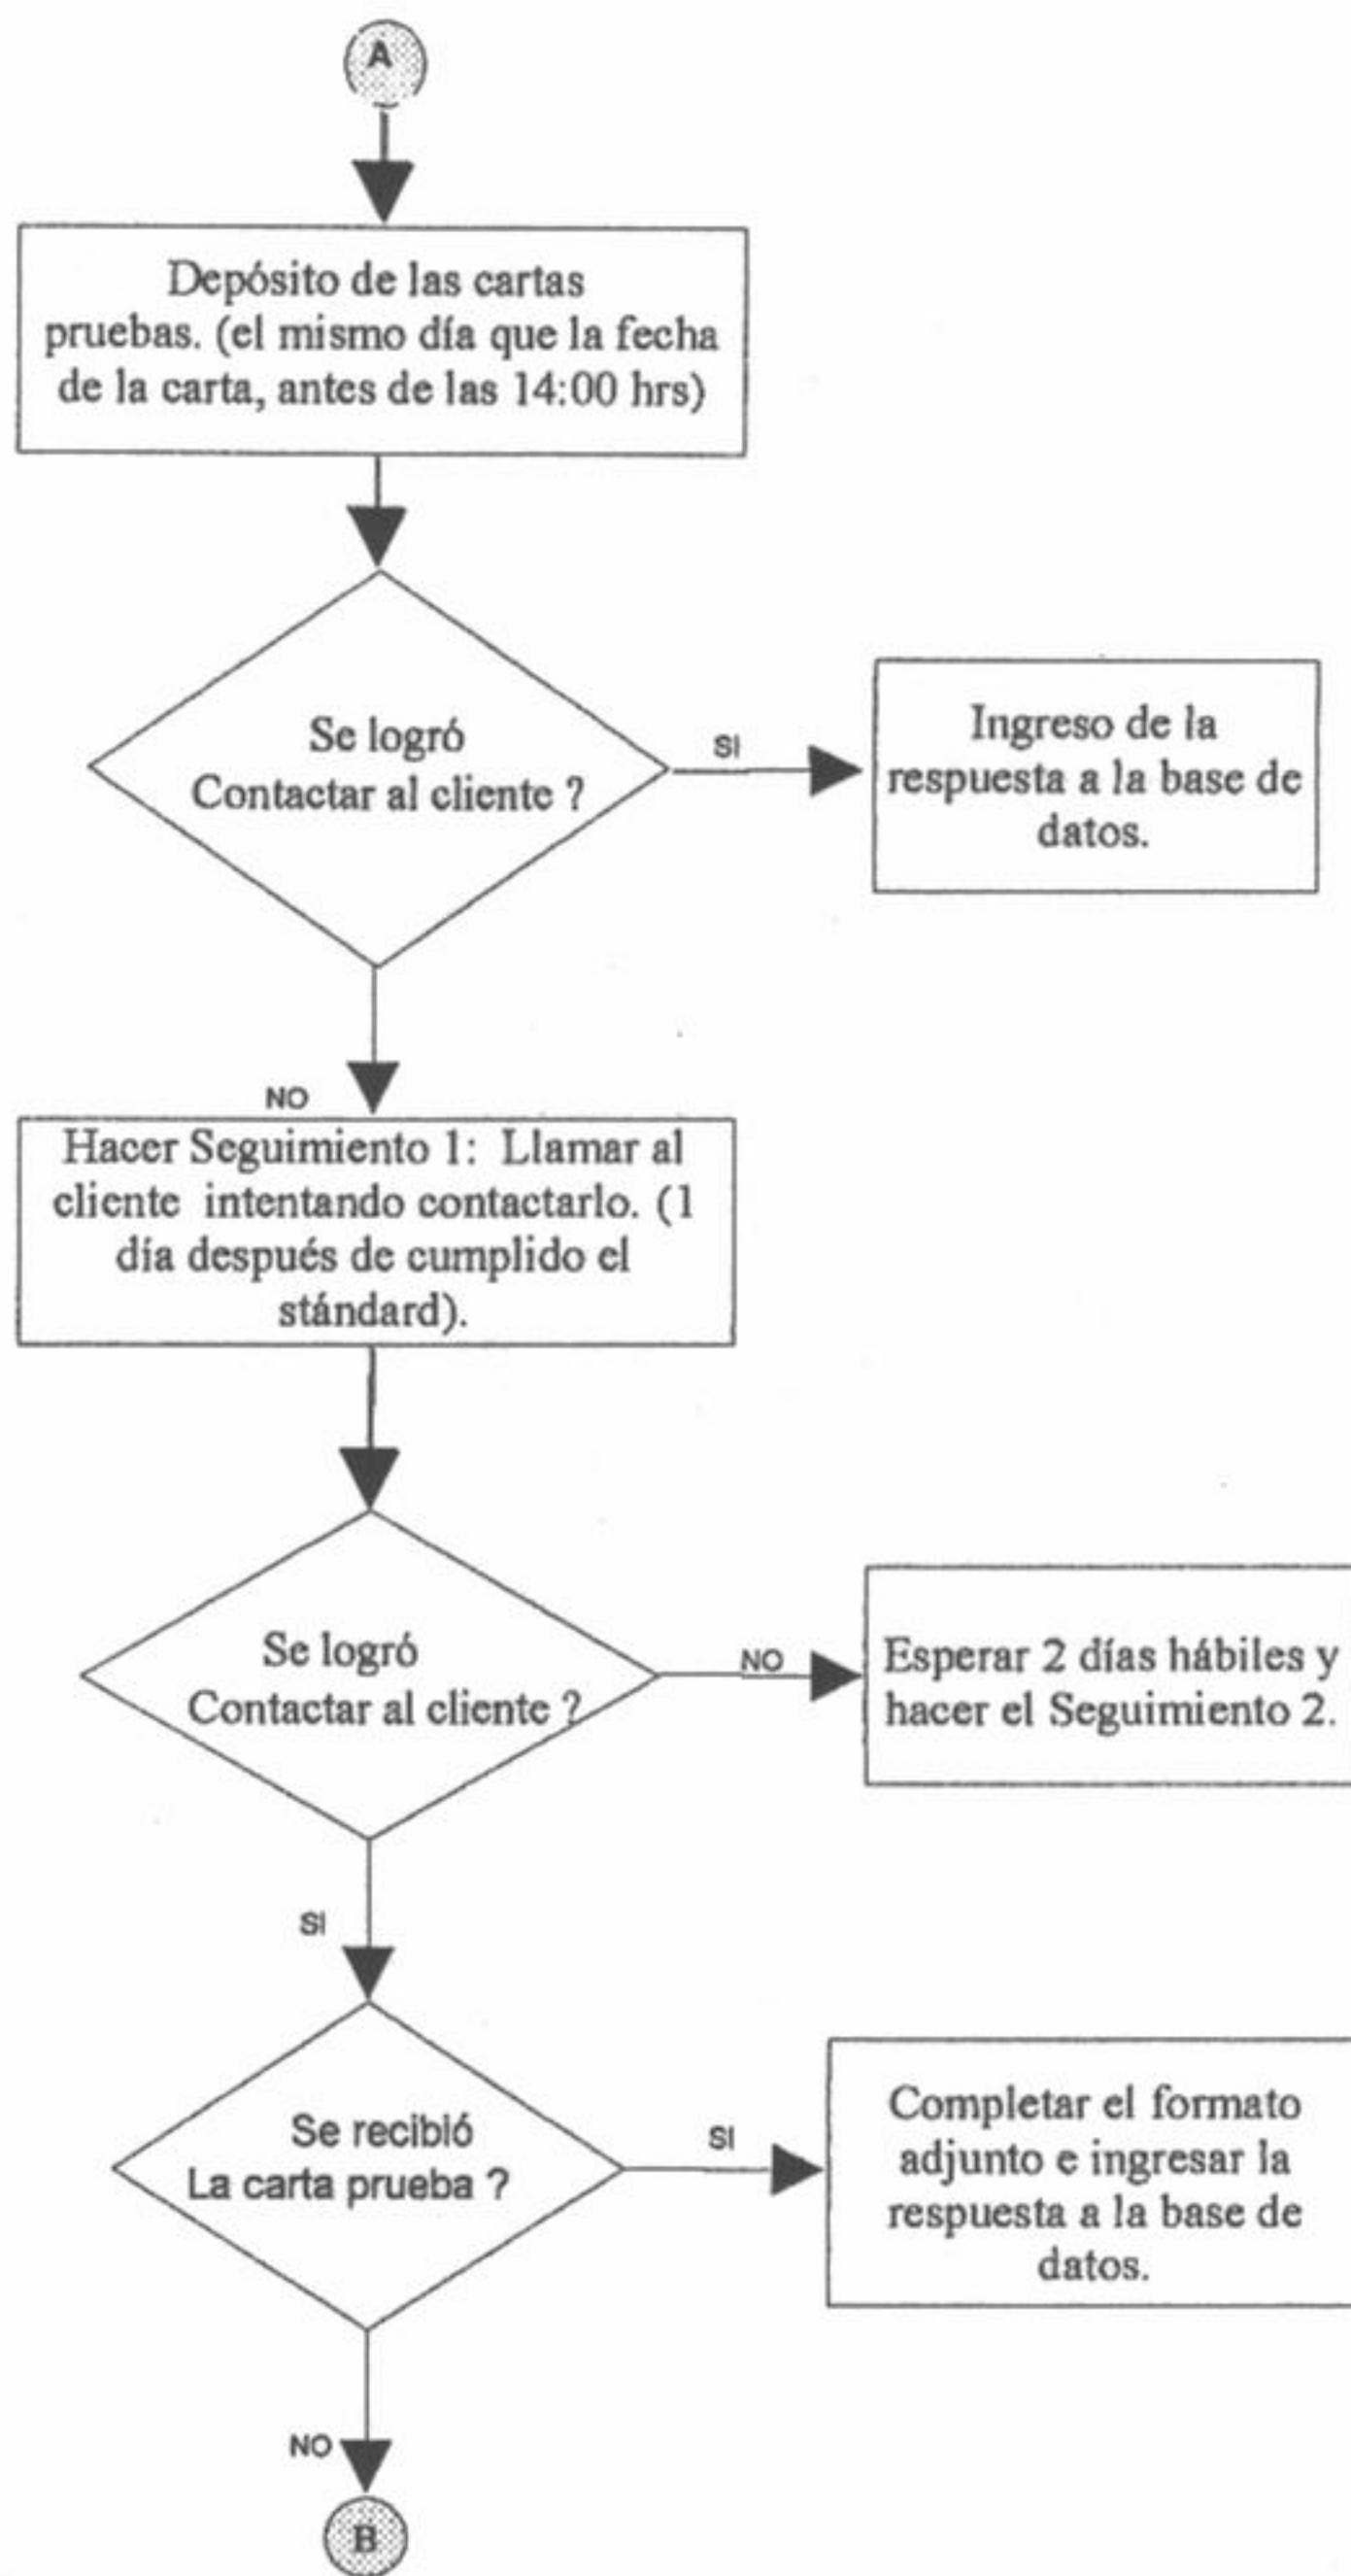 A
Depósito de las cartas
pruebas. (el mismo día que la fecha
de la carta, antes de las 14:00 hrs)
Se logró
Contactar al cliente ?
SI
Ingreso de la
respuesta a la base de
datos.
NO
Hacer Seguimiento 1: Llamar al
cliente intentando contactarlo. (1
día después de cumplido el
stándard).
Se logró
Contactar al cliente ?
NO
Esperar 2 días hábiles y
hacer el Seguimiento 2.
SI
Se recibió
La carta prueba ?
SI
Completar el formato
adjunto e ingresar la
respuesta a la base de
datos.
NO
B